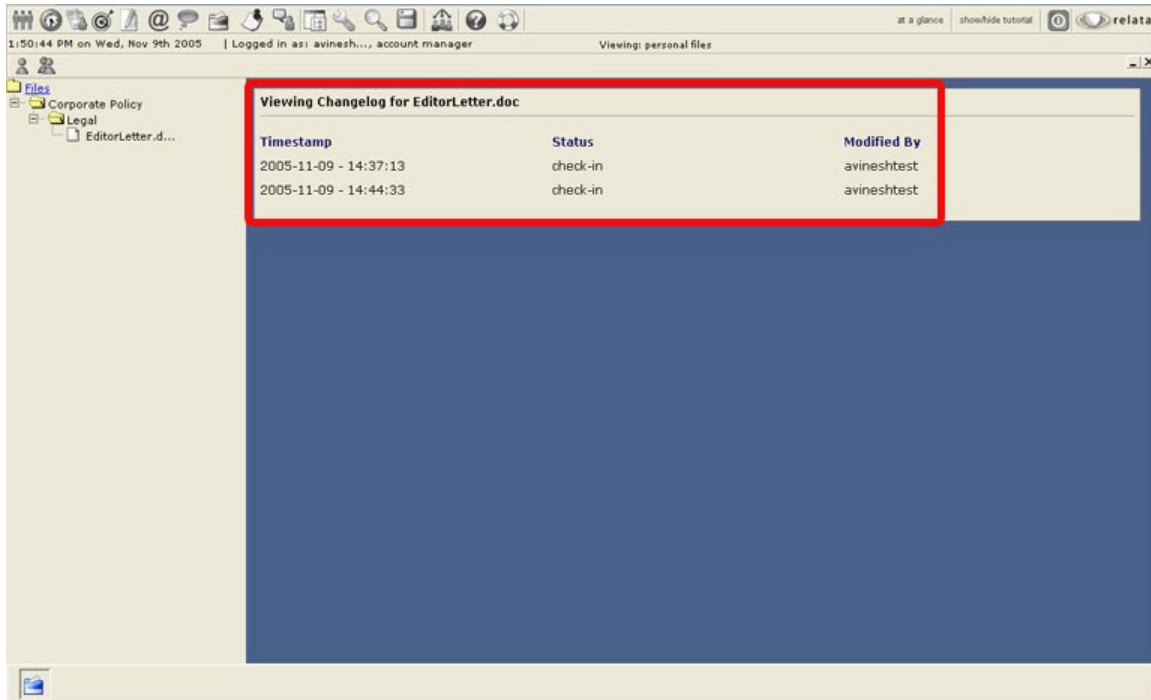 at a glance show/hide tutorial relata
1:50:44 PM on Wed, Nov 9th 2005 | Logged in as: avinesh..., account manager Viewing: personal files
Files
Corporate Policy
Legal
EditorLetter.d...
Viewing Changelog for EditorLetter.doc
Timestamp Status Modified By
2005-11-09 - 14:37:13 check-in avineshtest
2005-11-09 - 14:44:33 check-in avineshtest